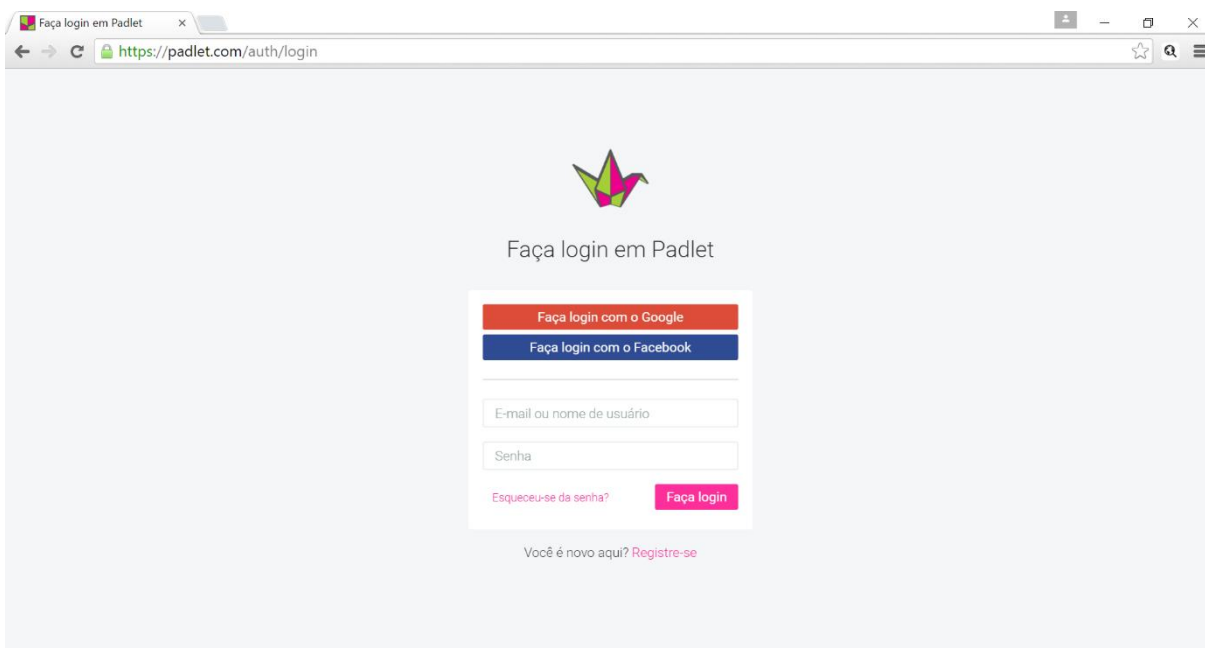 Faça login em Padlet
https://padlet.com/auth/login
Faça login em Padlet
Faça login com o Google
Faça login com o Facebook
E-mail ou nome de usuário
Senha
Esqueceu-se da senha? Faça login
Você é novo aqui? Registre-se